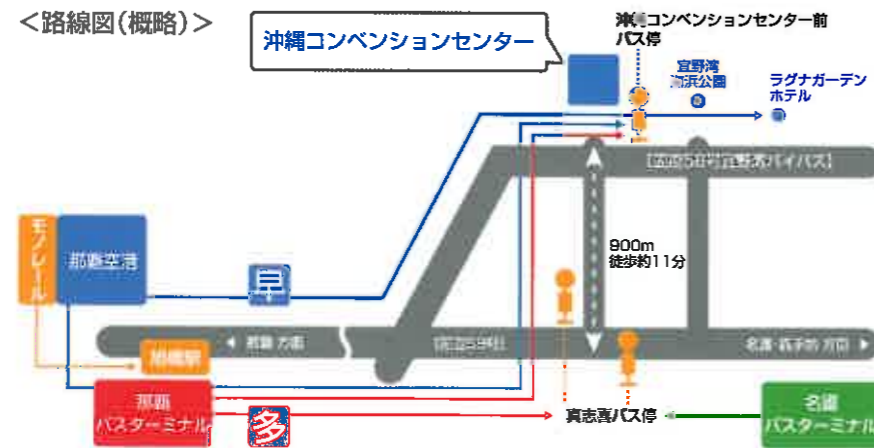 ＜路線図(概略)＞
沖縄コンベンションセンター
沖縄コンベンションセンター前
バス停
宜野湾
海浜公園
ラグナガーデン
ホテル
【国道58号宜野湾バイパス】
モノレール
那覇空港
早
900m
徒歩約11分
那覇 方面
国道58号
名護・読谷 方面
旭橋駅
那覇
バスターミナル
多
真志喜バス停
名護
バスターミナル